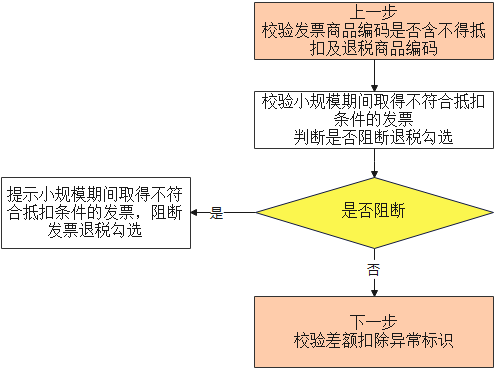 上一步
校验发票商品编码是否含不得抵
扣及退税商品编码
校验小规模期间取得不符合抵扣
条件的发票
判断是否阻断退税勾选
是否阻断
是
提示小规模期间取得不符
合抵扣条件的发票，阻断
发票退税勾选
否
下一步
校验差额扣除异常标识